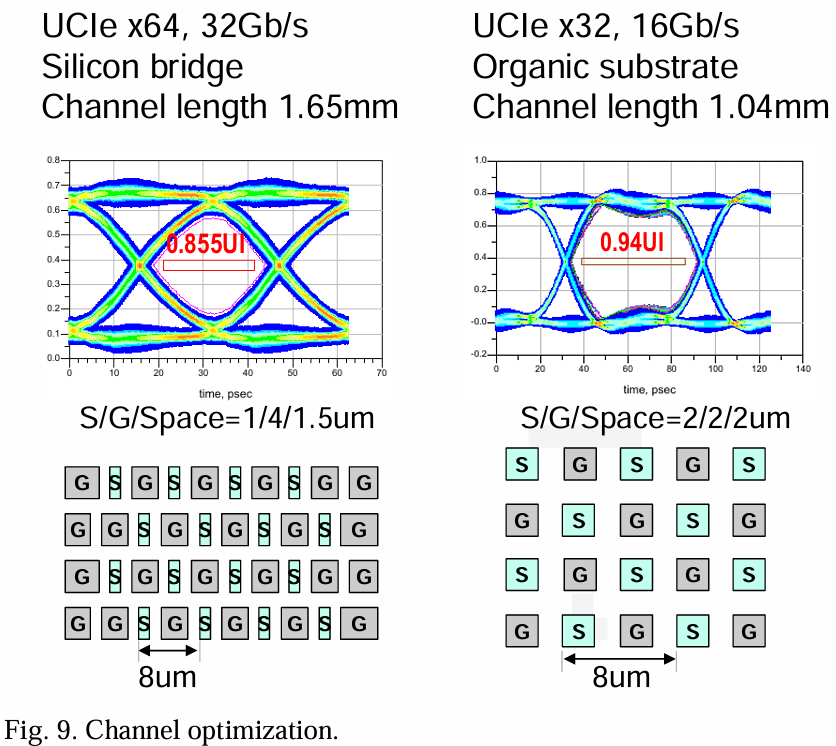 UCIe x64, 32Gb/s
Silicon bridge
Channel length 1.65mm
0.8
0.7
0.6
0.5
0.4
0.3
0.2
0.1
0.0
0.855UI
0 10 20 30 40 50 60 70
time, psec
S/G/Space=1/4/1.5um
G S G S G S G S G G
G G S G S G S G S G
G S G S G S G S G G
G G S G S G S G S G
8um
UCIe x32, 16Gb/s
Organic substrate
Channel length 1.04mm
1.0
0.8
0.6
0.4
0.2
-0.0
-0.2
0.94UI
0 20 40 60 80 100 120 140
time, psec
S/G/Space=2/2/2um
S G S G S
G S G S G
S G S G S
G S G S G
8um
Fig. 9. Channel optimization.